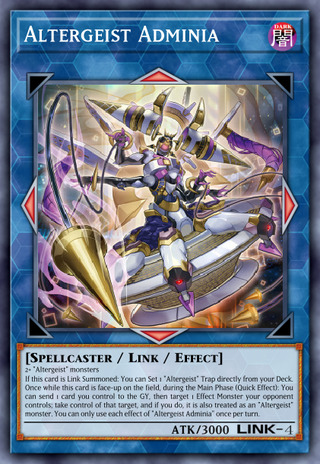 Altergeist Adminia
DARK
闇
[Spellcaster / Link / Effect]
2+ "Altergeist" monsters
If this card is Link Summoned: You can Set 1 "Altergeist" Trap directly from your Deck.
Once while this card is face-up on the field, during the Main Phase (Quick Effect): You
can send 1 card you control to the GY, then target 1 Effect Monster your opponent
controls; take control of that target, and if you do, it is also treated as an "Altergeist"
monster. You can only use each effect of "Altergeist Adminia" once per turn.
ATK/3000 LINK-4